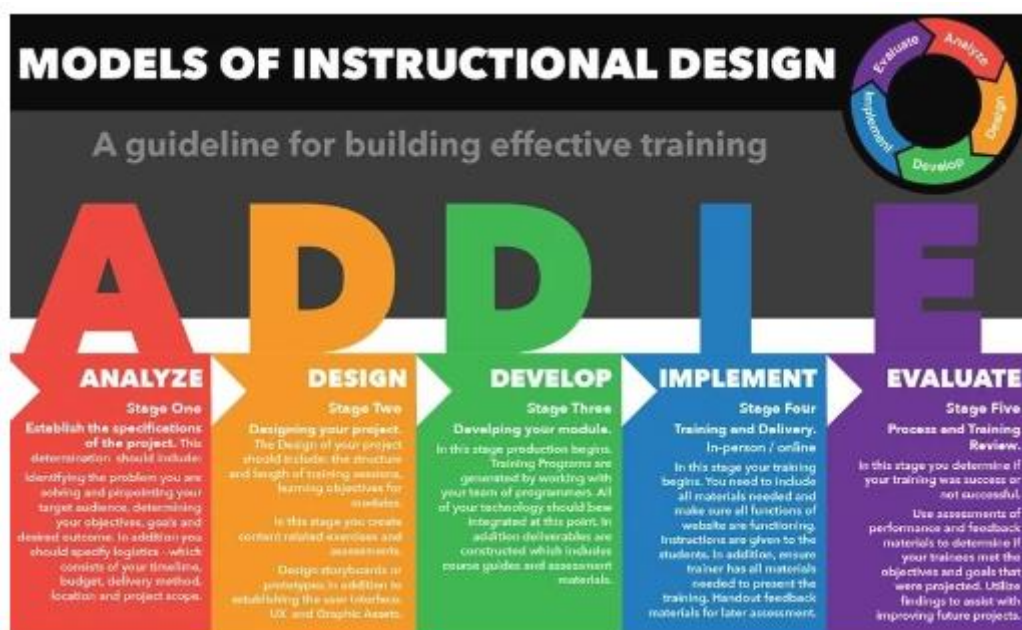 MODELS OF INSTRUCTIONAL DESIGN
A guideline for building effective training
Analyze
Design
Develop
Implement
Evaluate
A D D I E
ANALYZE
Stage One
Establish the specifications
of the project. This
determination should include:
Identifying the problem you are
solving and pinpointing your
target audience, determining
your objectives, goals and
desired outcome. In addition you
should specify logistics - which
consists of your timeline,
budget, delivery method,
location and project scope.
DESIGN
Stage Two
Designing your project.
The Design of your project
should include: the structure
and length of training sessions,
learning objectives for
modules.
In this stage you create
content related exercises and
assessments.
Design storyboards or
prototypes in addition to
establishing the user interface.
UX and Graphic Assets.
DEVELOP
Stage Three
Develping your module.
In this stage production begins.
Training Programs are
generated by working with
your team of programmers. All
of your technology should bew
integrated at this point. In
addition deliverables are
constructed which includes
course guides and assessment
materials.
IMPLEMENT
Stage Four
Training and Delivery.
In-person / online
In this stage your training
begins. You need to include
all materials needed and
make sure all functions of
website are functioning.
Instructions are given to the
students. In addition, ensure
trainer has all materials
needed to present the
training. Handout feedback
materials for later assessment.
EVALUATE
Stage Five
Process and Training
Review.
In this stage you determine if
your training was success or
not successful.
Use assessments of
performance and feedback
materials to determine if
your trainees met the
objectives and goals that
were projected. Utilize
findings to assist with
improving future projects.